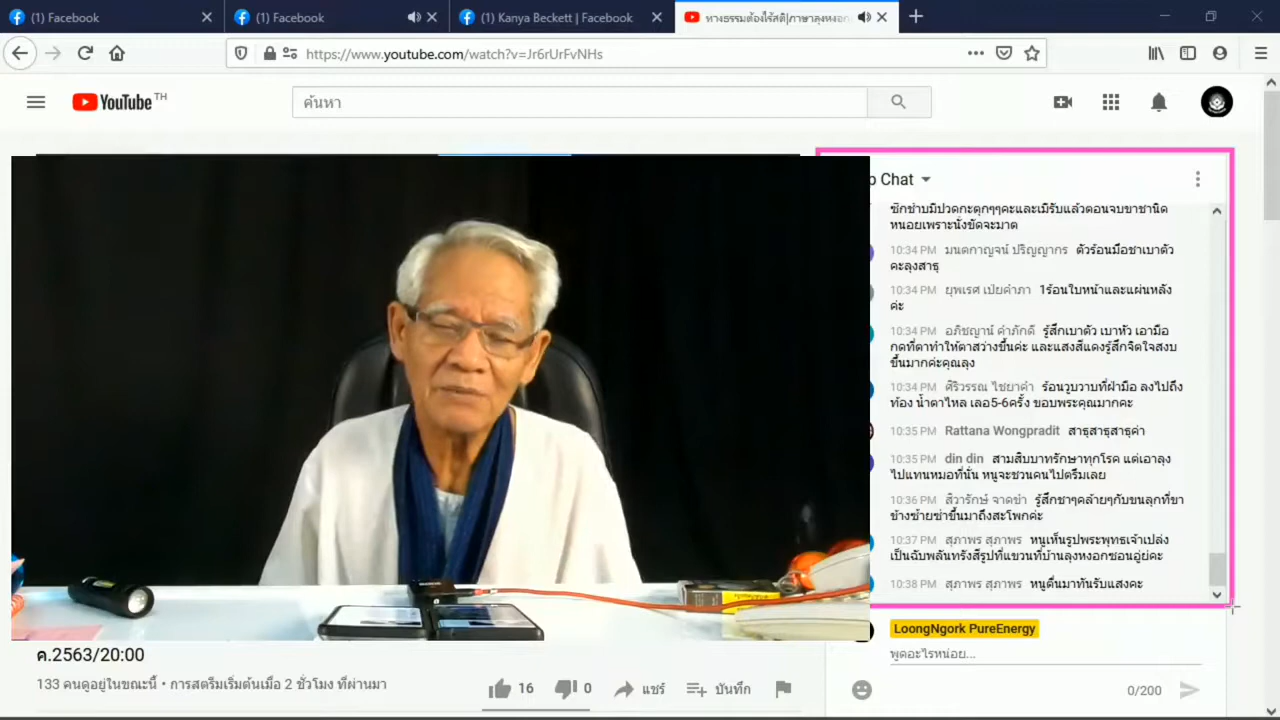 (1) Facebook
(1) Facebook
(1) Kanya Beckett | Facebook
ทางธรรมต้องไร้สติ|ภาษาลุงหงอก
https://www.youtube.com/watch?v=Jr6rUrFvNHs
YouTube TH
ค้นหา
Chat
หน่อยเพราะนั่งขัดจะมาด
10:34 PM มนตกาญจน์ ปริญญากร ตัวร้อนมือชาเบาตัว
คะลุงสาธุ
10:34 PM ยุพเรศ เป่ยคำภา 1ร้อนใบหน้าและแผ่นหลัง
ค่ะ
10:34 PM อภิชญาน์ คำภักดี รู้สึกเบาตัว เบาหัว เอามือ
กดที่ตาทำให้ตาสว่างขึ้นค่ะ และแสงสีแดงรู้สึกจิตใจสงบ
ขึ้นมากค่ะคุณลุง
10:34 PM ศิริวรรณ ไชยาคำ ร้อนวูบวาบที่ฝ่ามือ ลงไปถึง
ท้อง น้ำตาไหล เลอ5-6ครั้ง ขอบพระคุณมากคะ
10:35 PM Rattana Wongpradit สาธุสาธุสาธุค่า
10:35 PM din din สามสิบบาทรักษาทุกโรค แต่เอาลุง
ไปแทนหมอที่นั่น หนูจะชวนคนไปตรึมเลย
10:36 PM สิวารักษ์ จาดขำ รู้สึกชาๆคล้ายๆกับขนลุกที่ขา
ข้างซ้ายซ่าขึ้นมาถึงสะโพกค่ะ
10:37 PM สุภาพร สุภาพร หนูเห็นรูปพระพุทธเจ้าเปล่ง
เป็นฉับพลันทรังสีรูปที่แขวนที่บ้านลุงหงอกซอนอู่ยู่คะ
10:38 PM สุภาพร สุภาพร หนูตื่นมาทันรับแสงคะ
LoongNgork PureEnergy
พูดอะไรหน่อย...
0/200
ค.2563/20:00
133 คนดูอยู่ในขณะนี้ • การสตรีมเริ่มต้นเมื่อ 2 ชั่วโมง ที่ผ่านมา
16 0 แชร์ บันทึก